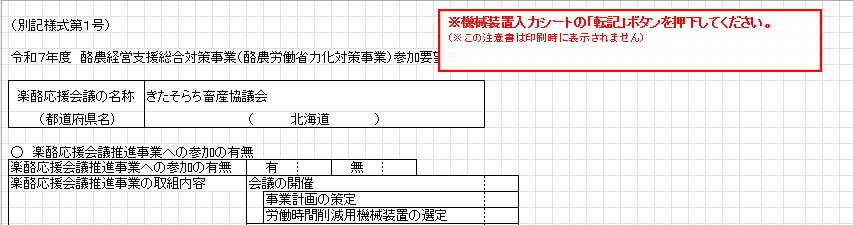 （別記様式第１号）
※機械装置入力シートの「転記」ボタンを押下してください。
（※この注意書は印刷時に表示されません）
令和７年度　酪農経営支援総合対策事業（酪農労働省力化対策事業）参加要望書
楽酪応援会議の名称　きたそらち畜産協議会
（都道府県名）　（　北海道　）
○　楽酪応援会議推進事業への参加の有無
楽酪応援会議推進事業への参加の有無　有　無
楽酪応援会議推進事業の取組内容　会議の開催
事業計画の策定
労働時間削減用機械装置の選定